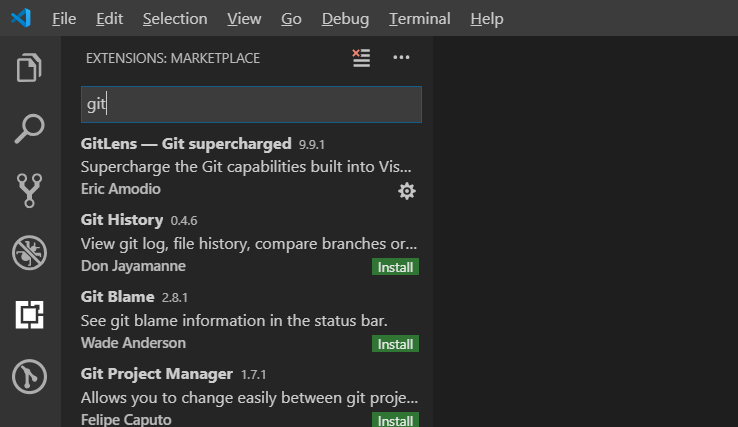 File Edit Selection View Go Debug Terminal Help
EXTENSIONS: MARKETPLACE
git
GitLens — Git supercharged 9.9.1
Supercharge the Git capabilities built into Vis...
Eric Amodio
Git History 0.4.6
View git log, file history, compare branches or...
Don Jayamanne Install
Git Blame 2.8.1
See git blame information in the status bar.
Wade Anderson Install
Git Project Manager 1.7.1
Allows you to change easily between git proje...
Felipe Caputo Install